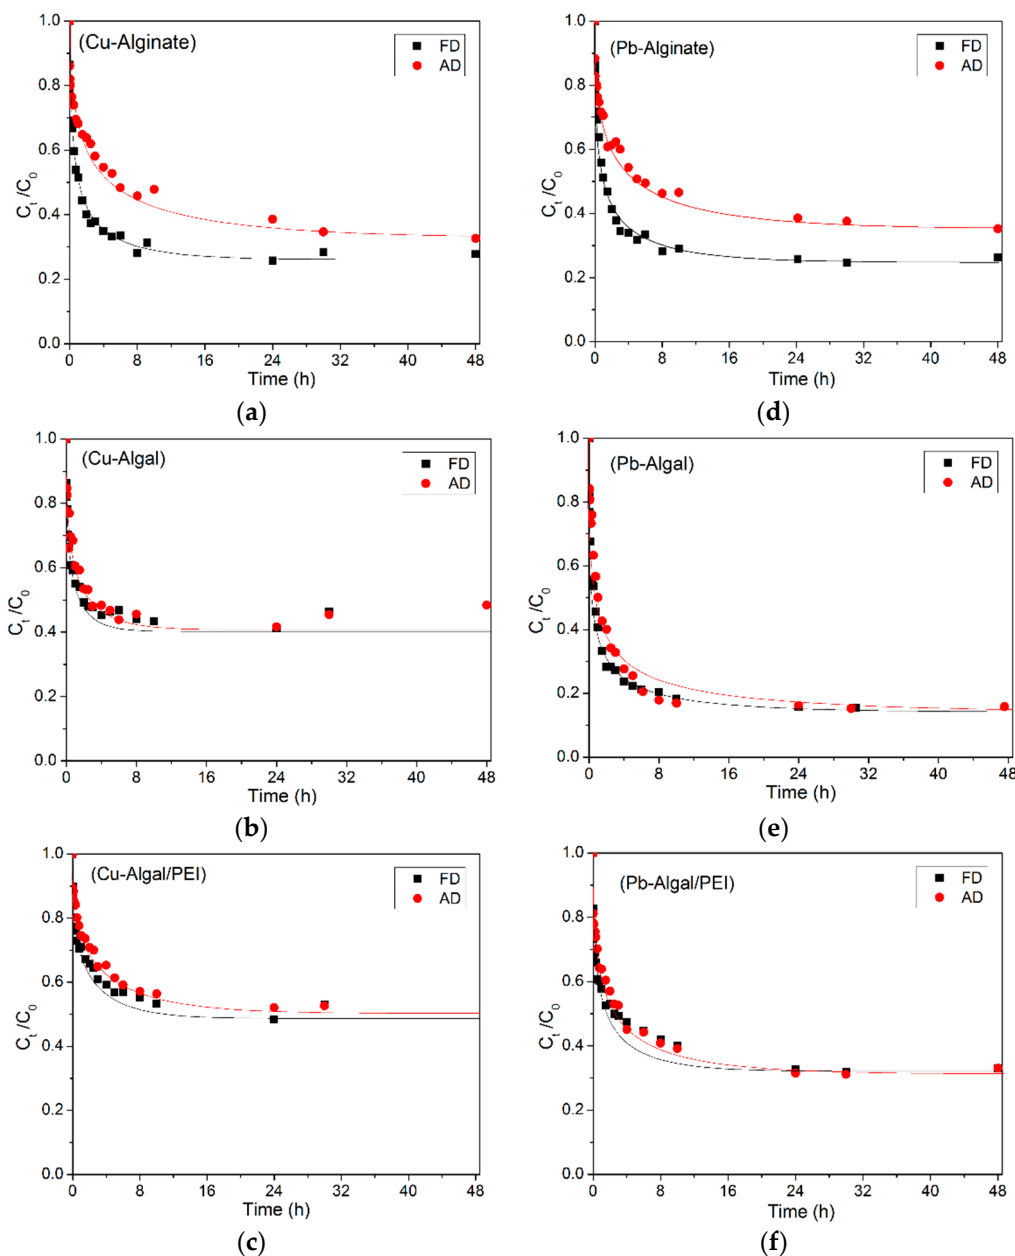 (Cu-Alginate)
FD
AD
1.0
0.8
0.6
0.4
0.2
0.0
Ct /C0
0 8 16 24 32 40 48
Time (h)
(a)
(Pb-Alginate)
FD
AD
1.0
0.8
0.6
0.4
0.2
0.0
Ct /C0
0 8 16 24 32 40 48
Time (h)
(d)
(Cu-Algal)
FD
AD
1.0
0.8
0.6
0.4
0.2
0.0
Ct /C0
0 8 16 24 32 40 48
Time (h)
(b)
(Pb-Algal)
FD
AD
1.0
0.8
0.6
0.4
0.2
0.0
Ct /C0
0 8 16 24 32 40 48
Time (h)
(e)
(Cu-Algal/PEI)
FD
AD
1.0
0.8
0.6
0.4
0.2
0.0
Ct /C0
0 8 16 24 32 40 48
Time (h)
(c)
(Pb-Algal/PEI)
FD
AD
1.0
0.8
0.6
0.4
0.2
0.0
Ct /C0
0 8 16 24 32 40 48
Time (h)
(f)